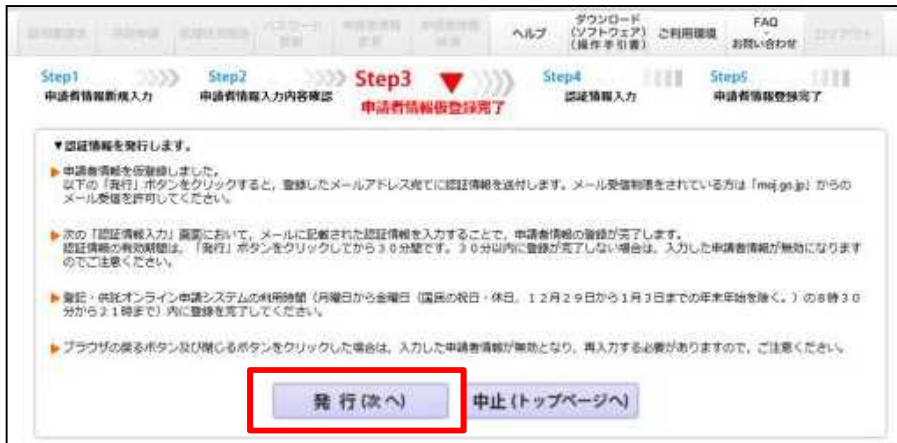 ヘルプ
ダウンロード
(ソフトウェア)
(操作手引書)
ご利用環境
FAQ
お問い合わせ
Step1
申請者情報新規入力
Step2
申請者情報入力内容確認
Step3
申請者情報仮登録完了
Step4
認証情報入力
Step5
申請者情報登録完了
▼認証情報を発行します。
申請者情報を仮登録しました。
以下の「発行」ボタンをクリックすると，登録したメールアドレス宛てに認証情報を送付します。メール受信制限をされている方は「moj.go.jp」からの
メール受信を許可してください。
次の「認証情報入力」画面において，メールに記載された認証情報を入力することで，申請者情報の登録が完了します。
認証情報の有効期間は，「発行」ボタンをクリックしてから３０分間です。３０分以内に登録が完了しない場合は，入力した申請者情報が無効になります
のでご注意ください。
登記・供託オンライン申請システムの利用時間（月曜日から金曜日（国民の祝日・休日，１２月２９日から１月３日までの年末年始を除く。）の８時３０
分から２１時まで）内に登録を完了してください。
ブラウザの戻るボタン及び閉じるボタンをクリックした場合は，入力した申請者情報が無効となり，再入力する必要がありますので，ご注意ください。
発 行(次 へ)
中止(トップページへ)